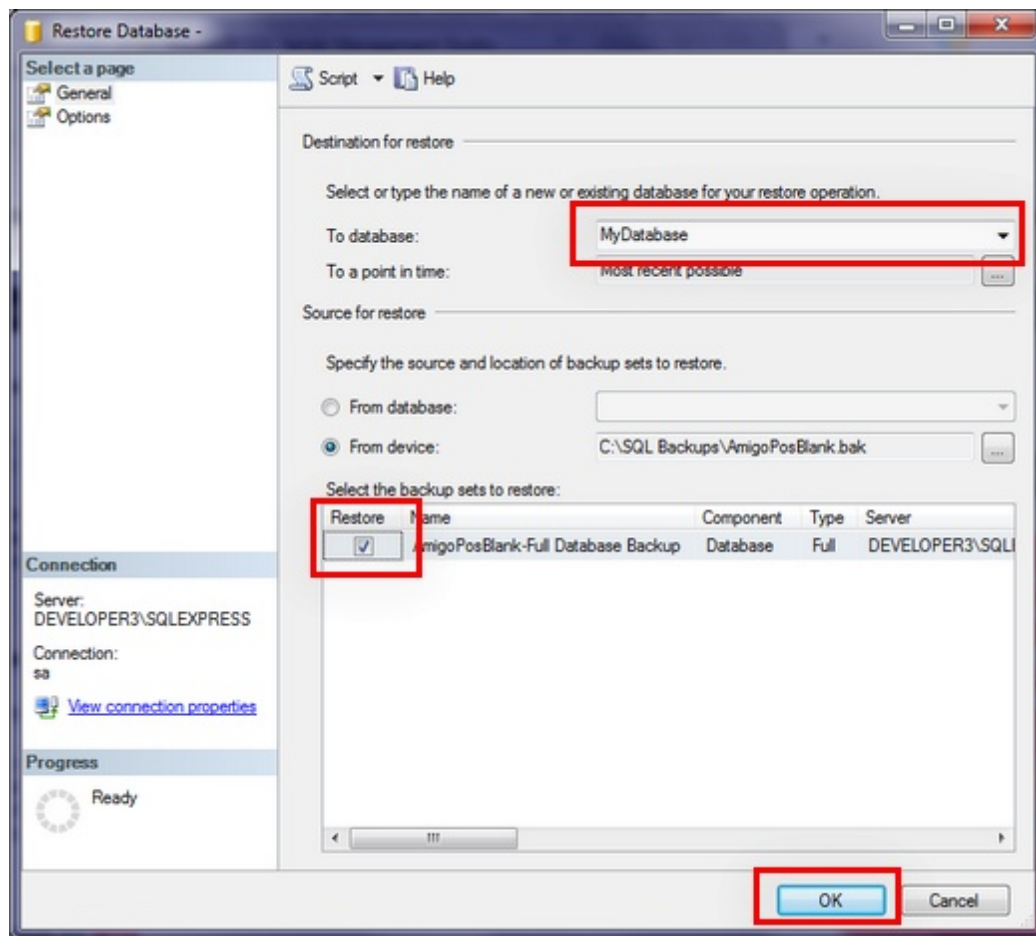 Restore Database -
Select a page
General
Options
Script Help
Destination for restore
Select or type the name of a new or existing database for your restore operation.
To database: MyDatabase
To a point in time: Most recent possible ...
Source for restore
Specify the source and location of backup sets to restore.
From database:
From device: C:\SQL Backups\AmigoPosBlank.bak ...
Select the backup sets to restore:
Restore Name Component Type Server
AmigoPosBlank-Full Database Backup Database Full DEVELOPER3\SQLE
Connection
Server:
DEVELOPER3\SQLEXPRESS
Connection:
sa
View connection properties
Progress
Ready
OK Cancel